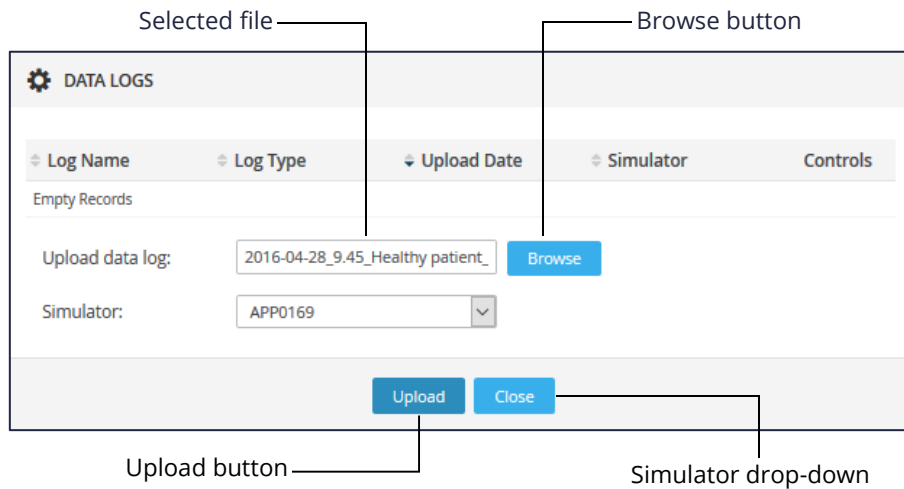 Selected file Browse button
DATA LOGS
Log Name Log Type Upload Date Simulator Controls
Empty Records
Upload data log: 2016-04-28_9.45_Healthy patient_ Browse
Simulator: APP0169
Upload Close
Upload button Simulator drop-down